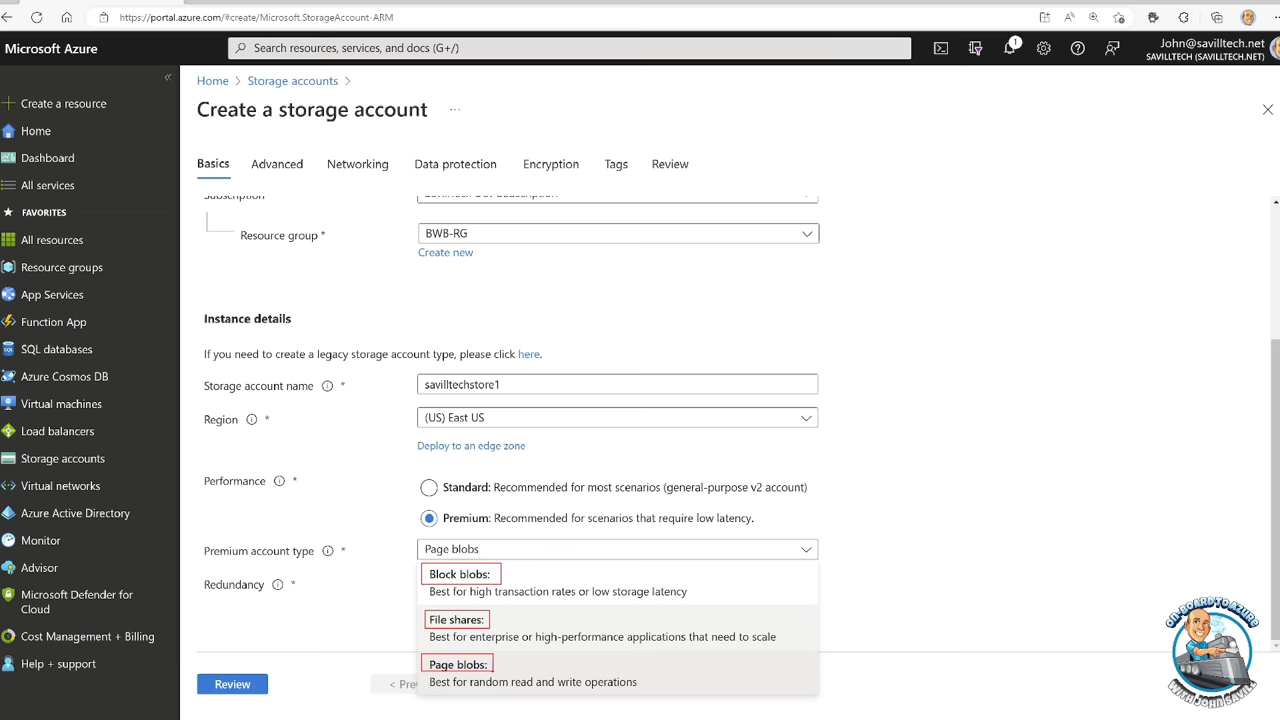 https://portal.azure.com/#create/Microsoft.StorageAccount-ARM
Microsoft Azure
Search resources, services, and docs (G+/)
1
John@savilltech.net
SAVILLTECH (SAVILLTECH.NET)
Create a resource
Home
Dashboard
All services
FAVORITES
All resources
Resource groups
App Services
Function App
SQL databases
Azure Cosmos DB
Virtual machines
Load balancers
Storage accounts
Virtual networks
Azure Active Directory
Monitor
Advisor
Microsoft Defender for
Cloud
Cost Management + Billing
Help + support
Home > Storage accounts >
Create a storage account ...
Basics Advanced Networking Data protection Encryption Tags Review
Subscription
Resource group * BWB-RG
Create new
Instance details
If you need to create a legacy storage account type, please click here.
Storage account name * savilltechstore1
Region * (US) East US
Deploy to an edge zone
Performance *
Standard: Recommended for most scenarios (general-purpose v2 account)
Premium: Recommended for scenarios that require low latency.
Premium account type * Page blobs
Redundancy *
Block blobs:
Best for high transaction rates or low storage latency
File shares:
Best for enterprise or high-performance applications that need to scale
Page blobs:
Best for random read and write operations
Review < Pre
ON-BOARD TO AZURE
WITH JOHN SAVILL